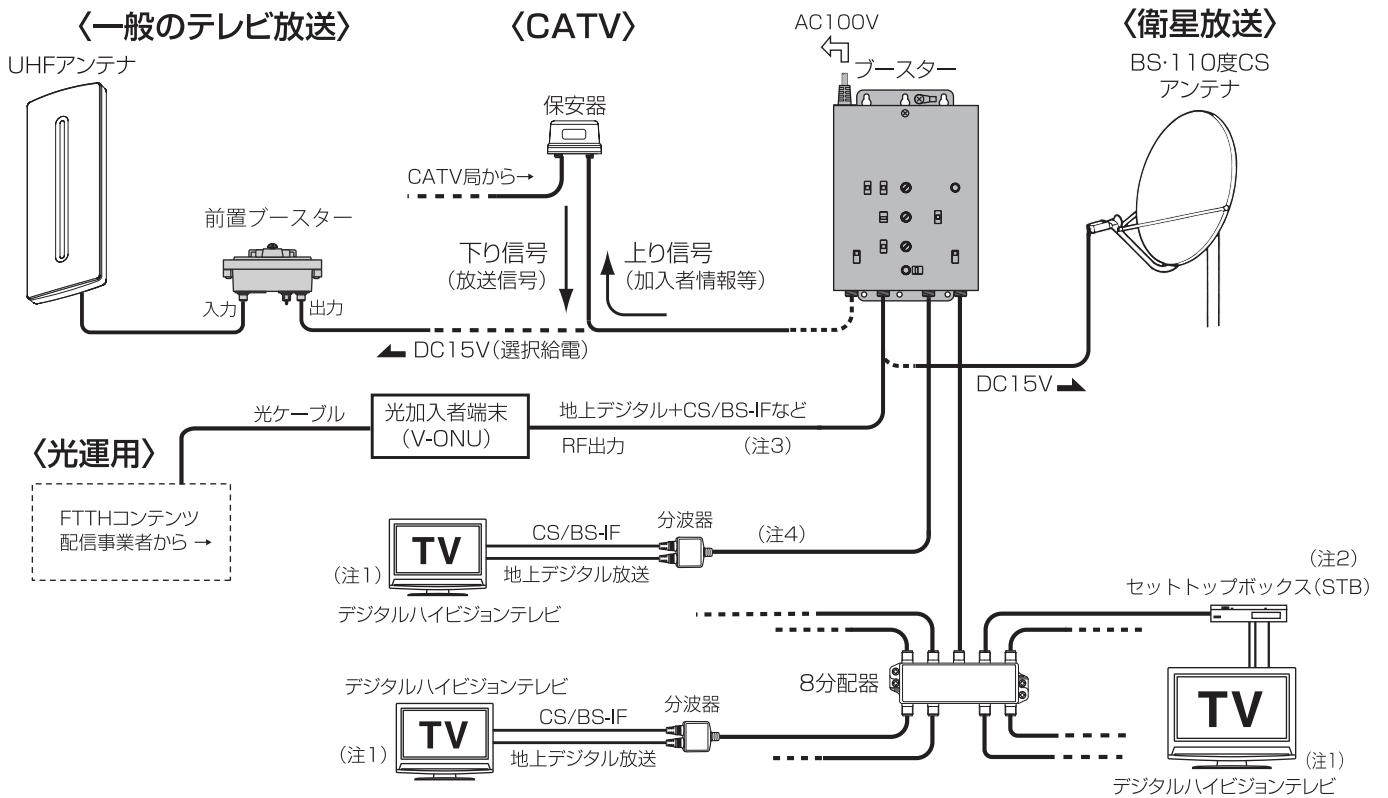 〈一般のテレビ放送〉
UHFアンテナ
前置ブースター
入力
出力
〈CATV〉
保安器
CATV局から→
下り信号
(放送信号)
上り信号
(加入者情報等)
DC15V(選択給電)
AC100V
ブースター
〈衛星放送〉
BS・110度CS
アンテナ
DC15V
〈光運用〉
FTTHコンテンツ
配信事業者から →
光ケーブル
光加入者端末
(V-ONU)
地上デジタル+CS/BS-IFなど
RF出力
(注3)
TV
(注1)
デジタルハイビジョンテレビ
CS/BS-IF
地上デジタル放送
分波器
(注4)
(注2)
セットトップボックス(STB)
8分配器
デジタルハイビジョンテレビ
TV
(注1)
CS/BS-IF
地上デジタル放送
分波器
TV
(注1)
デジタルハイビジョンテレビ